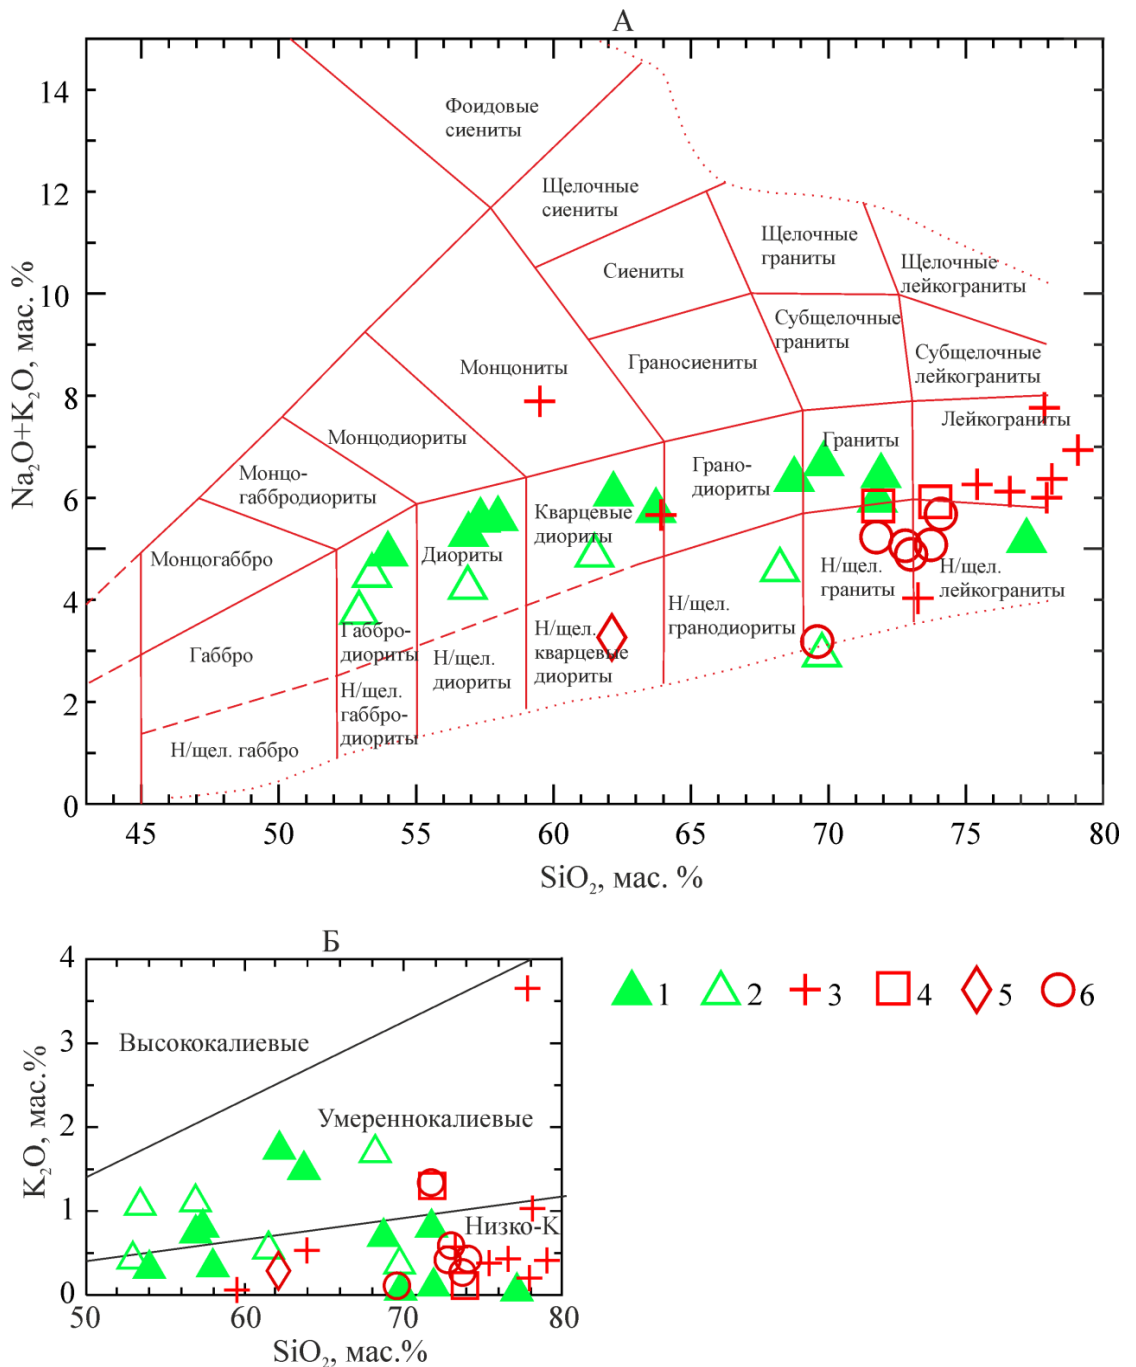 А
Na₂O+K₂O, мас. %
14
12
10
8
6
4
2
0
Фоидовые
сиениты
Щелочные
сиениты
Сиениты
Щелочные
граниты
Щелочные
лейкограниты
Монцониты
Граносиениты
Субщелочные
граниты
Субщелочные
лейкограниты
Монцодиориты
Монцо-
габбродиориты
Монцогаббро
Диориты
Кварцевые
диориты
Грано-
диориты
Граниты
Лейкограниты
Габбро
Габбро-
диориты
Н/щел.
диориты
Н/щел.
кварцевые
диориты
Н/щел.
гранодиориты
Н/щел.
граниты
Н/щел.
лейкограниты
Н/щел. габбро
Н/щел.
габбро-
диориты
45
50
55
60
65
70
75
80
SiO₂, мас. %
Б
K₂O, мас.%
4
3
2
1
0
Высококалиевые
Умереннокалиевые
Низко-К
50
60
70
80
SiO₂, мас.%
1
2
3
4
5
6